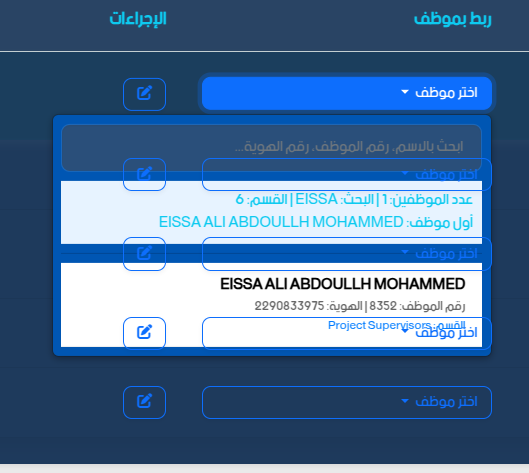 ربط بموظف
الإجراءات
اختر موظف
ابحث بالاسم، رقم الموظف، رقم الهوية...
اختر موظف
عدد الموظفين: 1 | البحث: EISSA | القسم: 6
أول موظف: EISSA ALI ABDOULLH MOHAMMED
اختر موظف
EISSA ALI ABDOULLH MOHAMMED
رقم الموظف: 8352 | الهوية: 2290833975
القسم: Project Supervisors
اختر موظف
اختر موظف